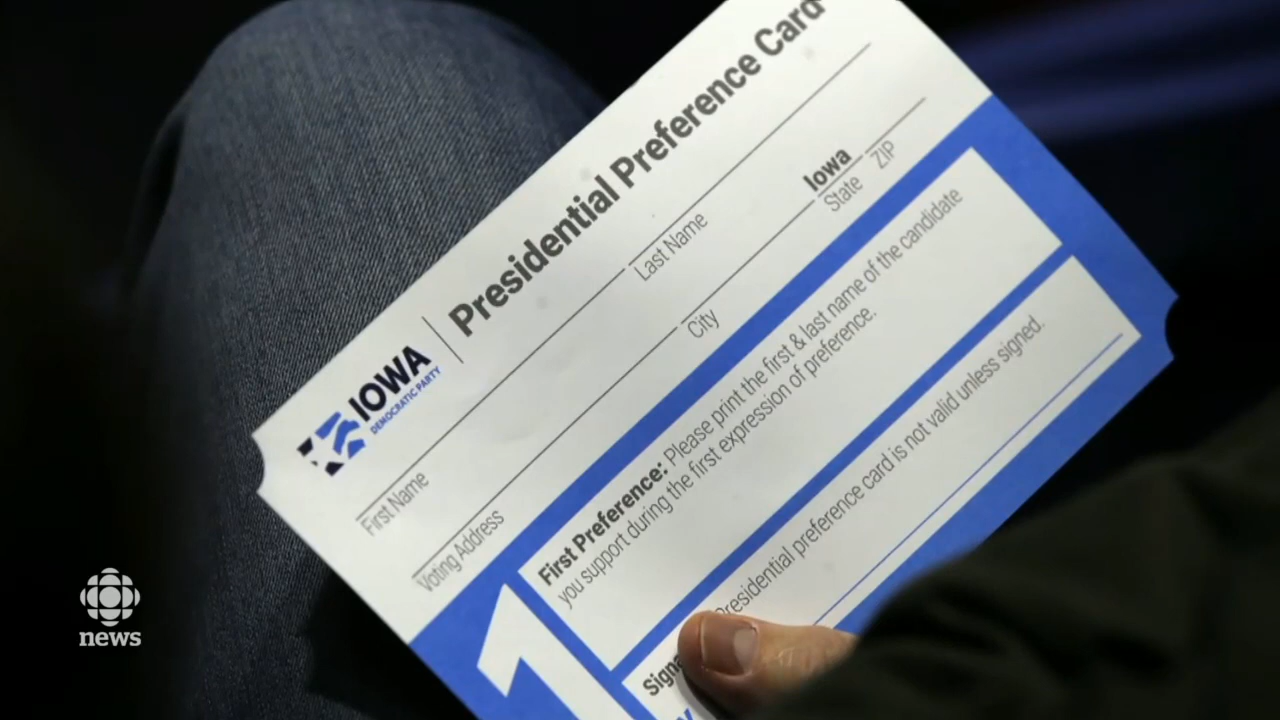 Presidential Preference Card
IOWA
DEMOCRATIC PARTY
First Name
Last Name
Iowa
Voting Address
City
State
ZIP
First Preference: Please print the first & last name of the candidate
you support during the first expression of preference.
1
Presidential preference card is not valid unless signed.
news